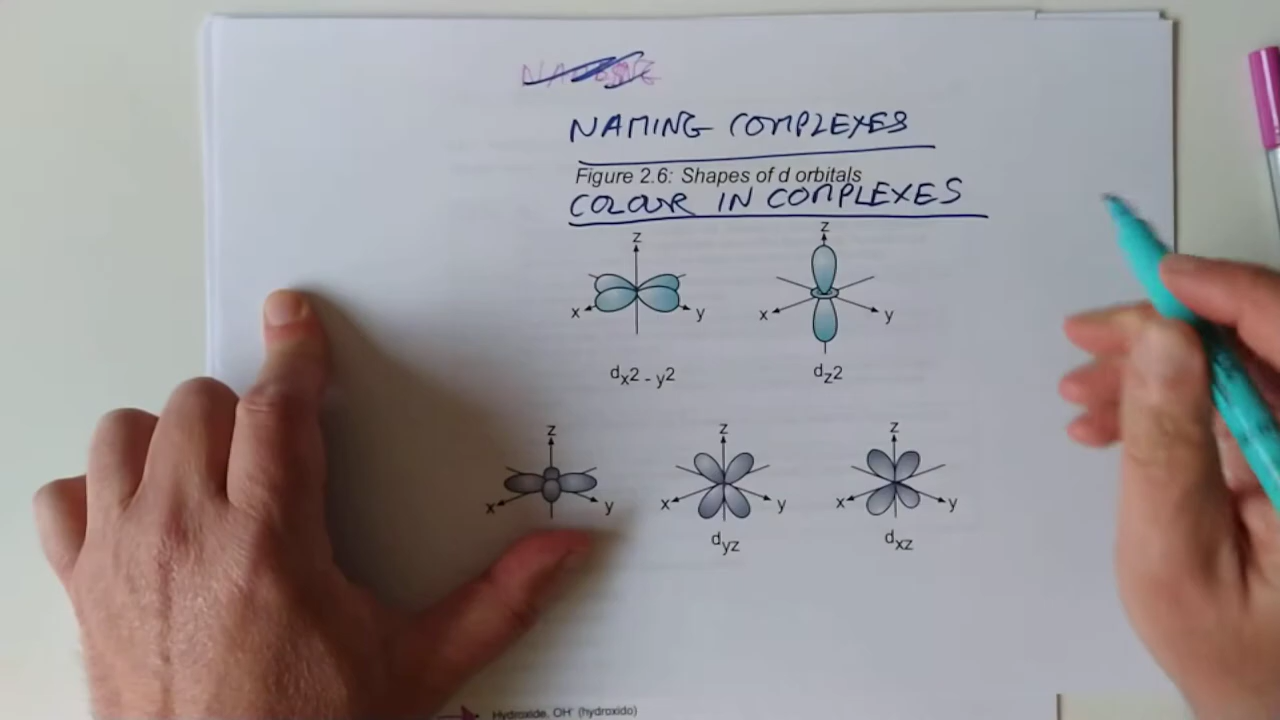 NAMING COMPLEXES
Figure 2.6: Shapes of d orbitals
COLOUR IN COMPLEXES
z z
x y x y
dx2 - y2 dz2
z z z
x y x y x y
dyz dxz
Hydroxide, OH- (hydroxido)